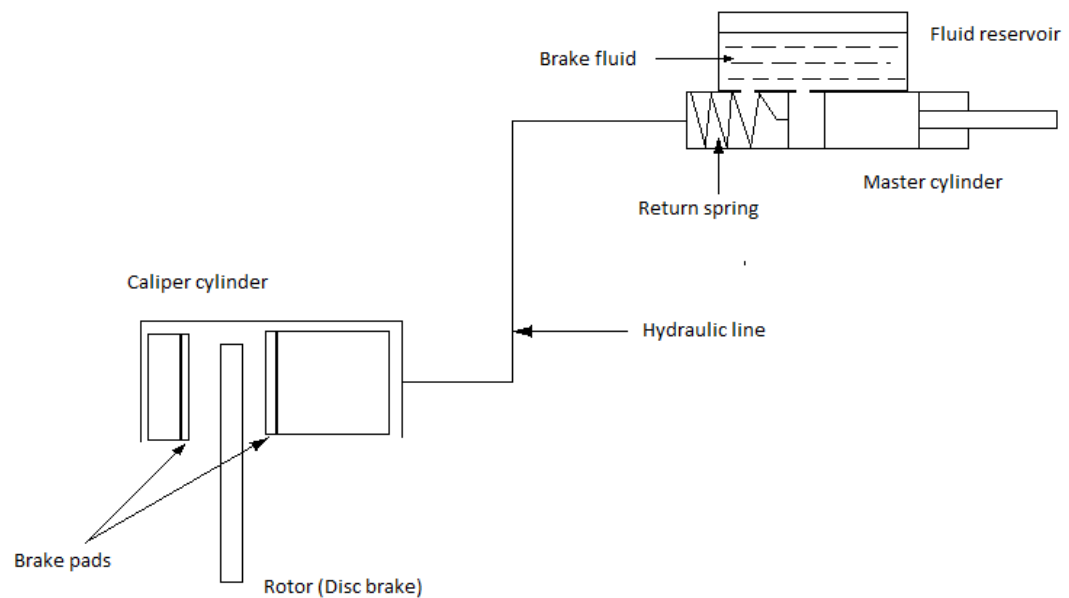 Fluid reservoir
Brake fluid
Master cylinder
Return spring
Caliper cylinder
Hydraulic line
Brake pads
Rotor (Disc brake)